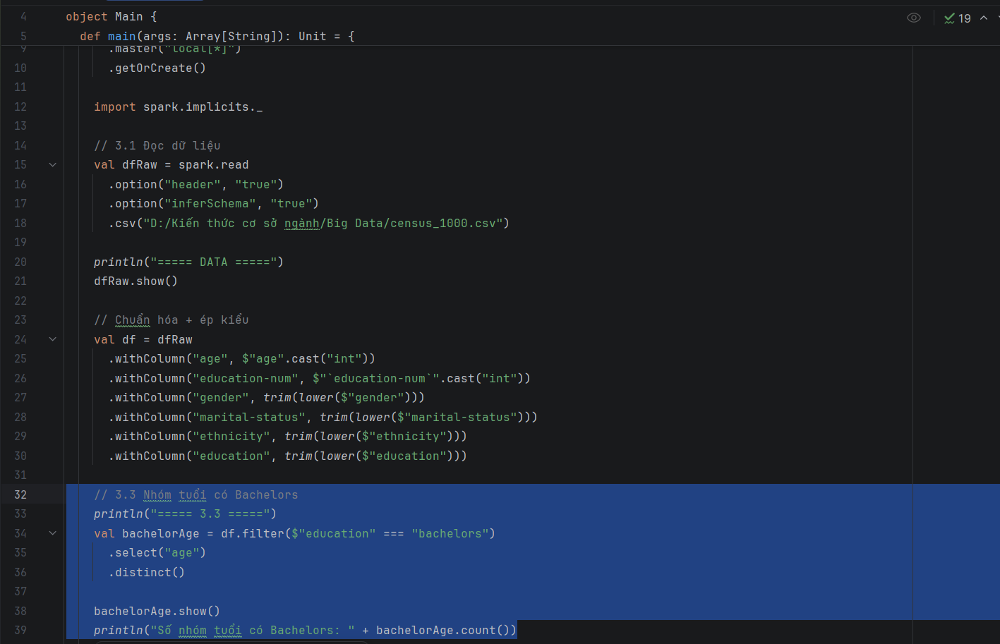 4 object Main {
5 def main(args: Array[String]): Unit = {
19
9 .master("local[*]")
10 .getOrCreate()
11
12 import spark.implicits._
13
14 // 3.1 Đọc dữ liệu
15 val dfRaw = spark.read
16 .option("header", "true")
17 .option("inferSchema", "true")
18 .csv("D:/Kiến thức cơ sở ngành/Big Data/census_1000.csv")
19
20 println("===== DATA =====")
21 dfRaw.show()
22
23 // Chuẩn hóa + ép kiểu
24 val df = dfRaw
25 .withColumn("age", $"age".cast("int"))
26 .withColumn("education-num", $"`education-num`".cast("int"))
27 .withColumn("gender", trim(lower($"gender")))
28 .withColumn("marital-status", trim(lower($"marital-status")))
29 .withColumn("ethnicity", trim(lower($"ethnicity")))
30 .withColumn("education", trim(lower($"education")))
31
32 // 3.3 Nhóm tuổi có Bachelors
33 println("===== 3.3 =====")
34 val bachelorAge = df.filter($"education" === "bachelors")
35 .select("age")
36 .distinct()
37
38 bachelorAge.show()
39 println("Số nhóm tuổi có Bachelors: " + bachelorAge.count())